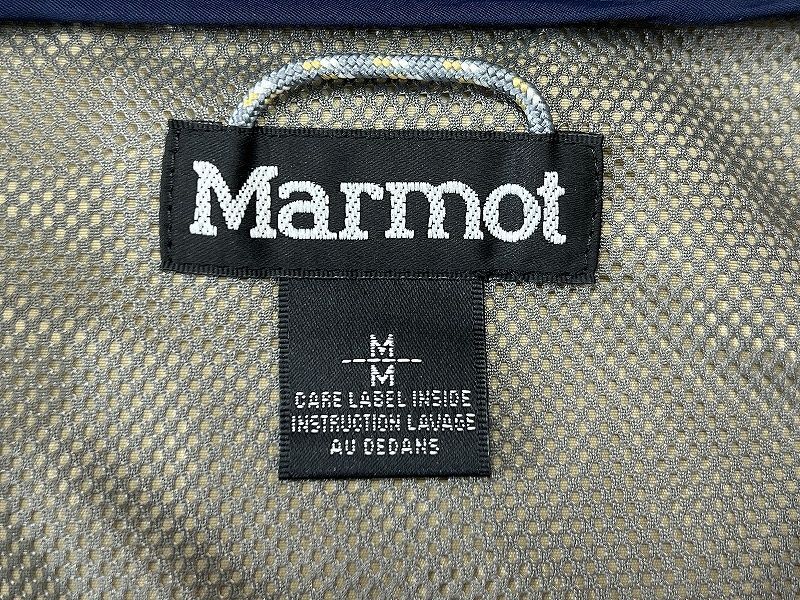 Marmot
M
M
CARE LABEL INSIDE
INSTRUCTION LAVAGE
AU DEDANS